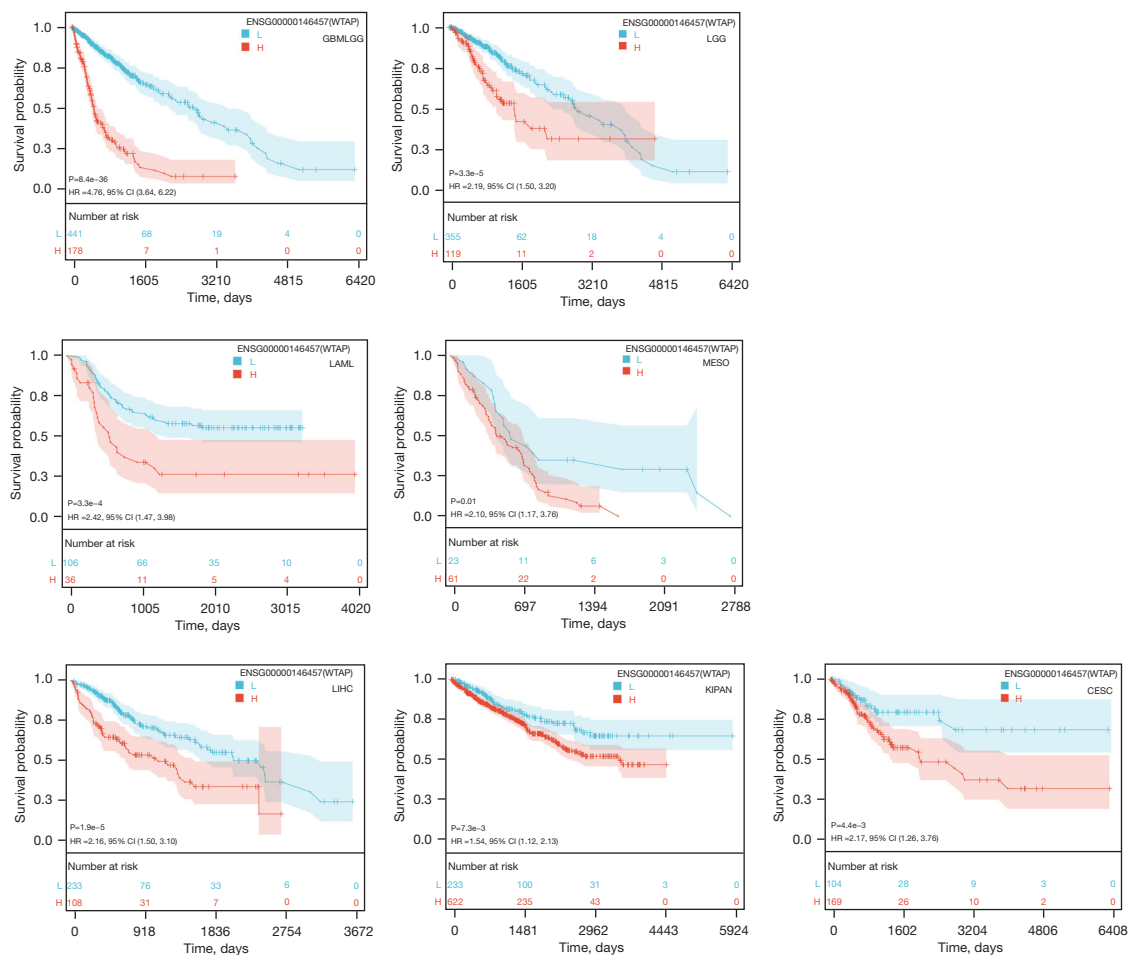 ENSG00000146457(WTAP)
L
GBMLGG
H
Survival probability
1.0
0.8
0.5
0.3
0.0
P=8.4e-36
HR =4.76, 95% CI (3.64, 6.22)
Number at risk
L 441 68 19 4 0
H 178 7 1 0 0
0 1605 3210 4815 6420
Time, days
ENSG00000146457(WTAP)
L
LGG
H
Survival probability
1.0
0.8
0.5
0.3
0.0
P=3.3e-5
HR =2.19, 95% CI (1.50, 3.20)
Number at risk
L 355 62 18 4 0
H 119 11 2 0 0
0 1605 3210 4815 6420
Time, days
ENSG00000146457(WTAP)
L
LAML
H
Survival probability
1.0
0.8
0.5
0.3
0.0
P=3.3e-4
HR =2.42, 95% CI (1.47, 3.98)
Number at risk
L 106 66 35 10 0
H 36 11 5 4 0
0 1005 2010 3015 4020
Time, days
ENSG00000146457(WTAP)
L
MESO
H
Survival probability
1.0
0.8
0.5
0.3
0.0
P=0.01
HR =2.10, 95% CI (1.17, 3.76)
Number at risk
L 23 11 6 3 0
H 61 22 2 0 0
0 697 1394 2091 2788
Time, days
ENSG00000146457(WTAP)
L
LIHC
H
Survival probability
1.0
0.8
0.5
0.3
0.0
P=1.9e-5
HR =2.16, 95% CI (1.50, 3.10)
Number at risk
L 233 76 33 6 0
H 108 31 7 0 0
0 918 1836 2754 3672
Time, days
ENSG00000146457(WTAP)
L
KIPAN
H
Survival probability
1.0
0.8
0.5
0.3
0.0
P=7.3e-3
HR =1.54, 95% CI (1.12, 2.13)
Number at risk
L 233 100 31 3 0
H 622 235 43 0 0
0 1481 2962 4443 5924
Time, days
ENSG00000146457(WTAP)
L
CESC
H
Survival probability
1.0
0.8
0.5
0.3
0.0
P=4.4e-3
HR =2.17, 95% CI (1.26, 3.76)
Number at risk
L 104 28 9 3 0
H 169 26 10 2 0
0 1602 3204 4806 6408
Time, days